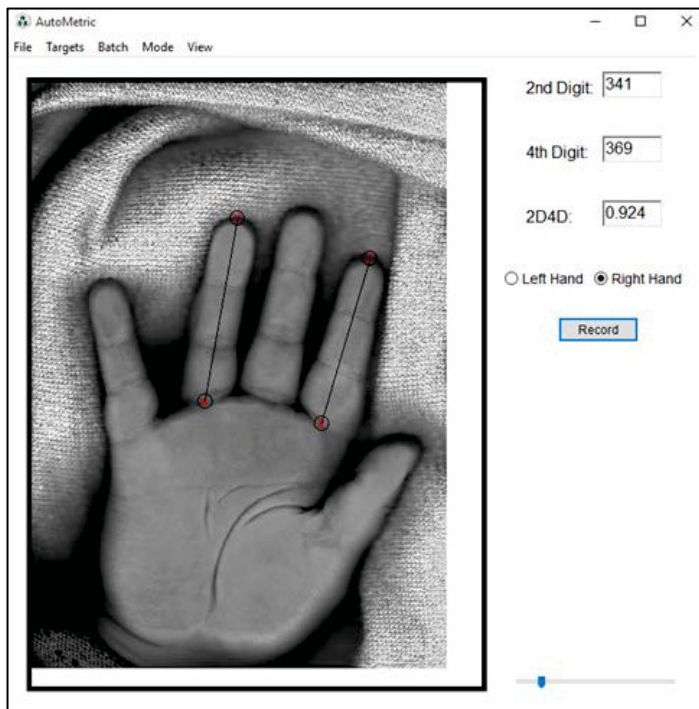 AutoMetric
File Targets Batch Mode View
2nd Digit: 341
4th Digit: 369
2D4D: 0.924
Left Hand Right Hand
Record